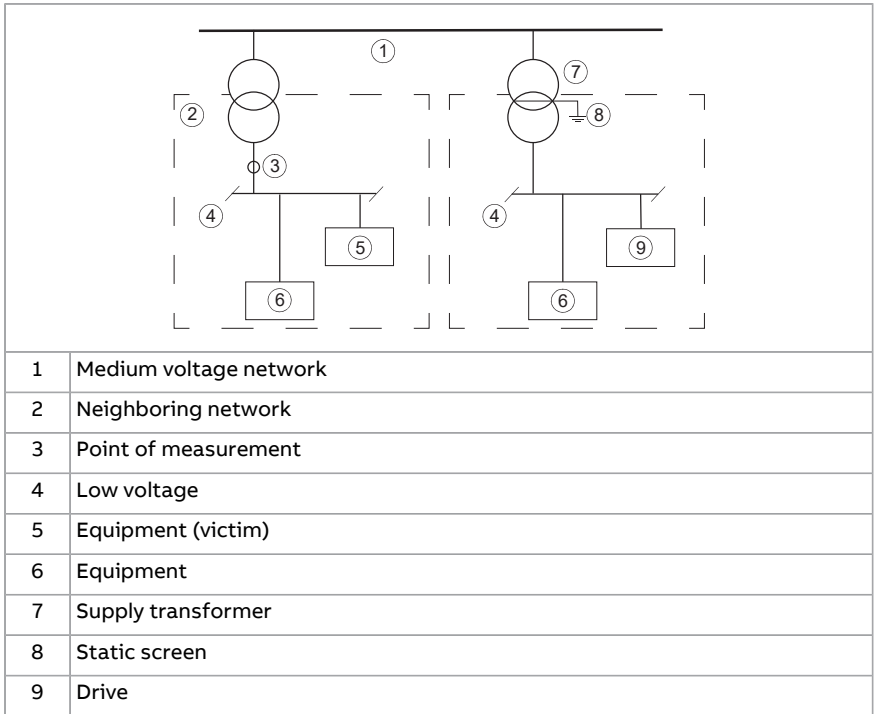 1
7
2
8
3
4
4
5
9
6
6
1 Medium voltage network
2 Neighboring network
3 Point of measurement
4 Low voltage
5 Equipment (victim)
6 Equipment
7 Supply transformer
8 Static screen
9 Drive